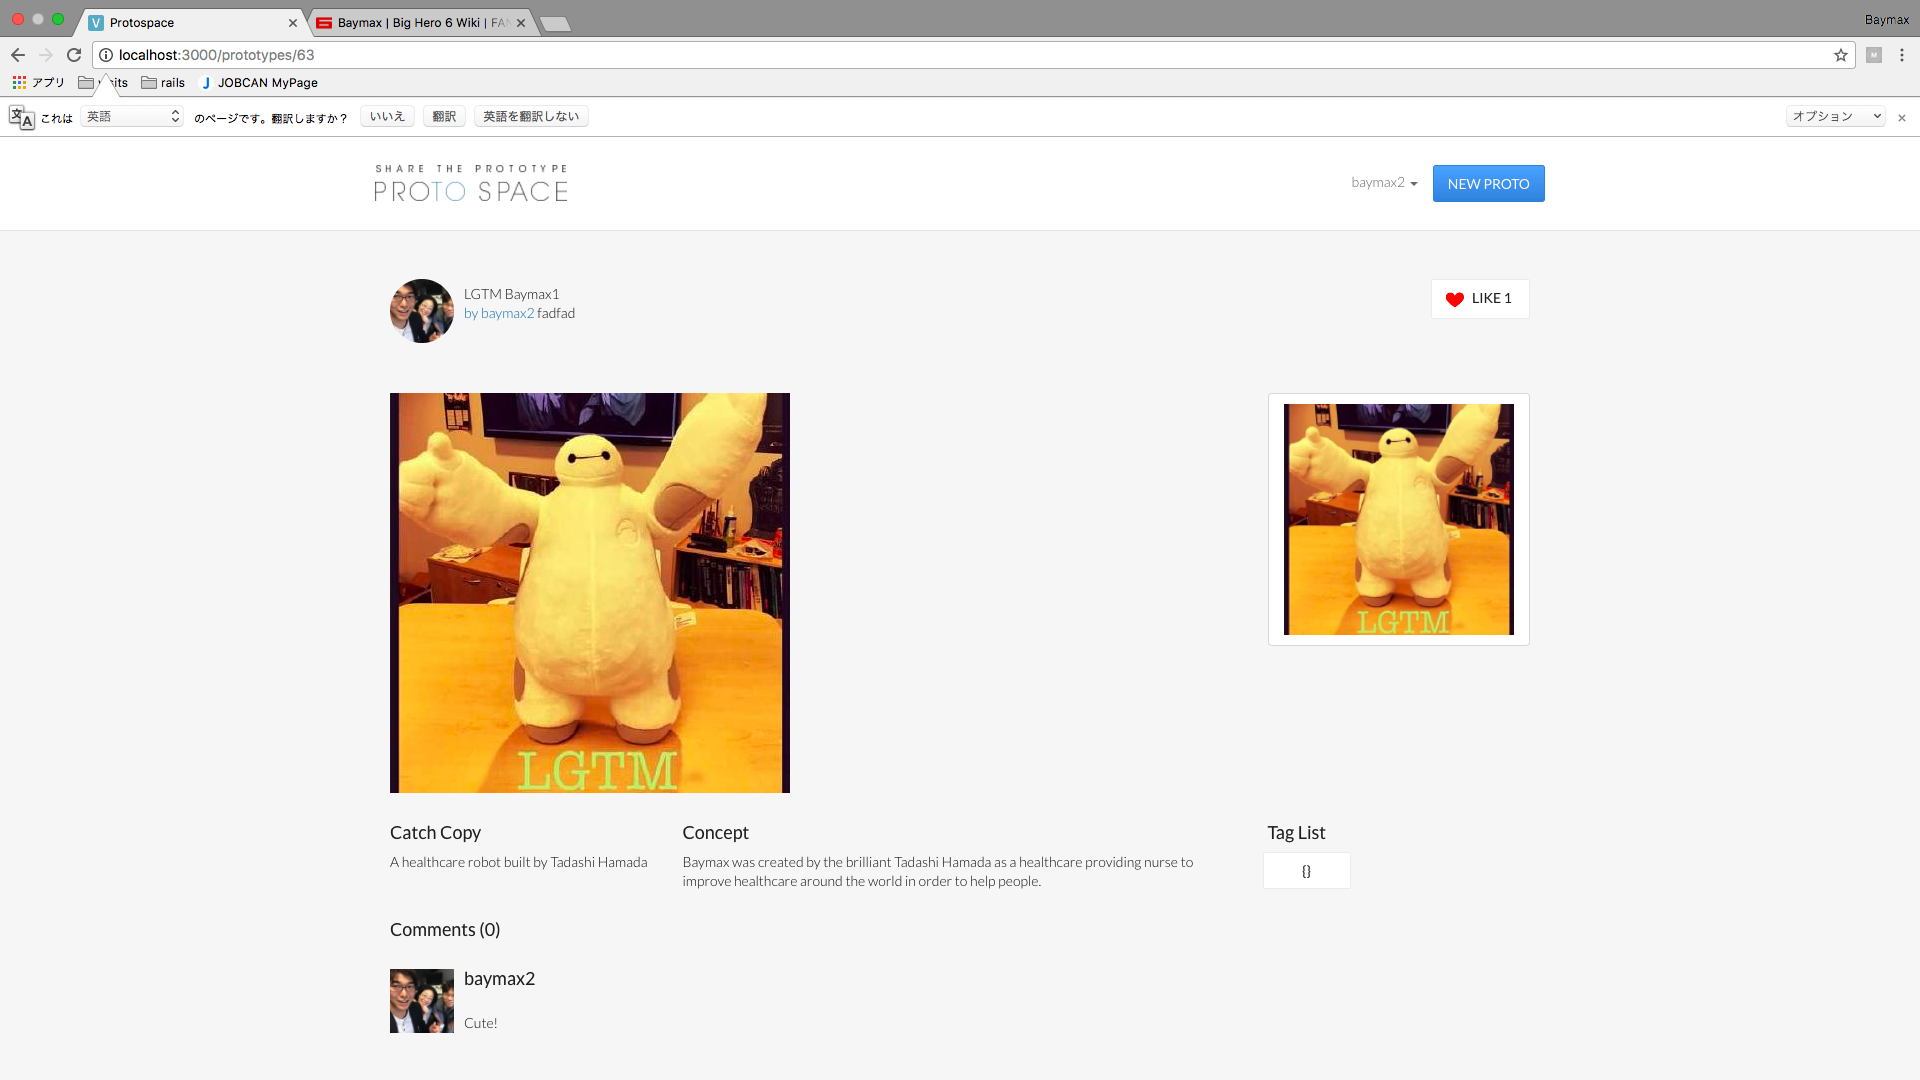 Protospace
Baymax | Big Hero 6 Wiki | FAN
Baymax
localhost:3000/prototypes/63
アプリ
rails
JOBCAN MyPage
これは 英語 のページです。翻訳しますか？ いいえ 翻訳 英語を翻訳しない オプション
SHARE THE PROTOTYPE
PROTO SPACE
baymax2
NEW PROTO
LGTM Baymax1
by baymax2 fadfad
LIKE 1
LGTM
LGTM
Catch Copy
A healthcare robot built by Tadashi Hamada
Concept
Baymax was created by the brilliant Tadashi Hamada as a healthcare providing nurse to
improve healthcare around the world in order to help people.
Tag List
{}
Comments (0)
baymax2
Cute!